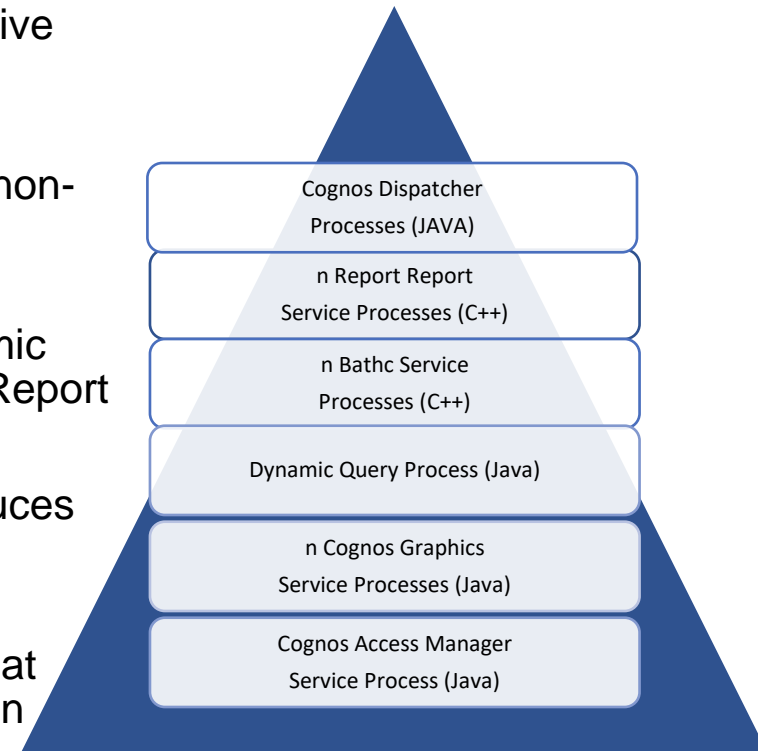 ive
non-
mic
Report
uces
at
n
Cognos Dispatcher
Processes (JAVA)
n Report Report
Service Processes (C++)
n Bathc Service
Processes (C++)
Dynamic Query Process (Java)
n Cognos Graphics
Service Processes (Java)
Cognos Access Manager
Service Process (Java)